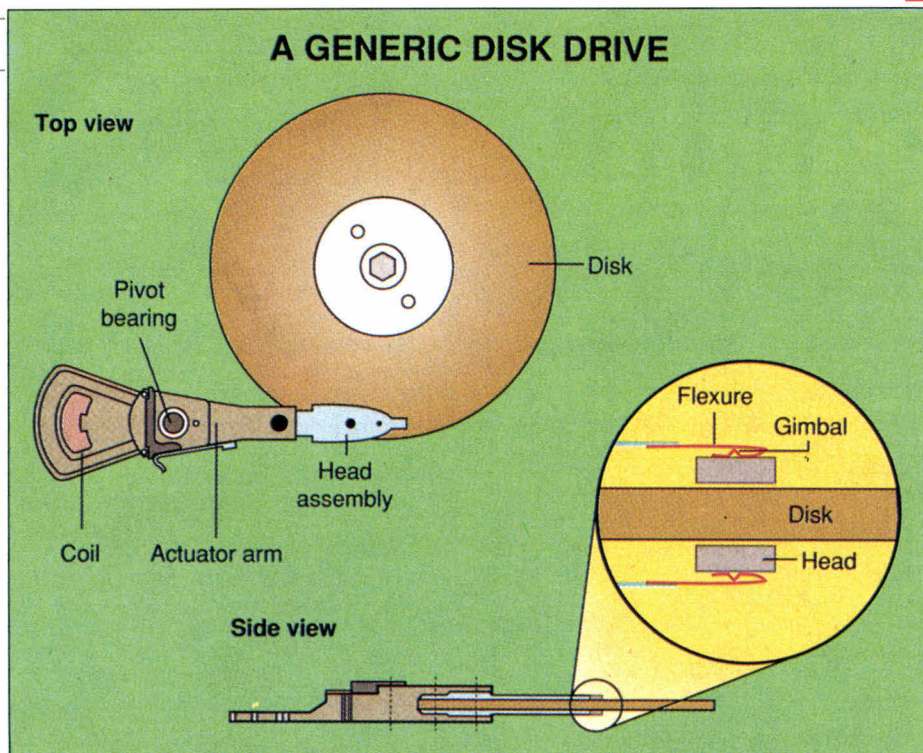 A GENERIC DISK DRIVE
Top view
Disk
Pivot
bearing
Head
assembly
Coil
Actuator arm
Flexure
Gimbal
Disk
Head
Side view